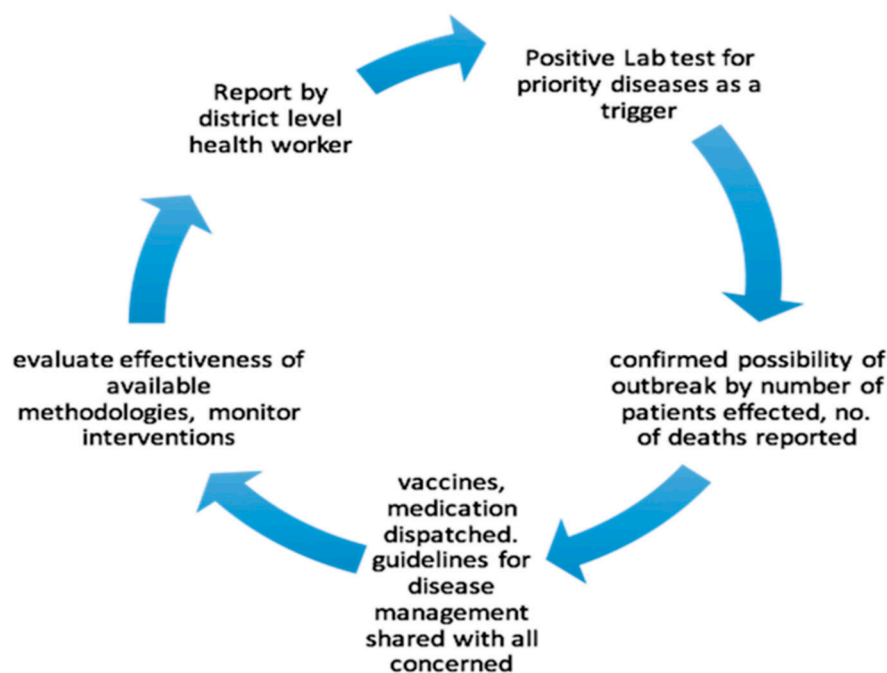 Report by
district level
health worker
Positive Lab test for
priority diseases as a
trigger
confirmed possibility of
outbreak by number of
patients effected, no.
of deaths reported
vaccines,
medication
dispatched.
guidelines for
disease
management
shared with all
concerned
evaluate effectiveness of
available
methodologies, monitor
interventions